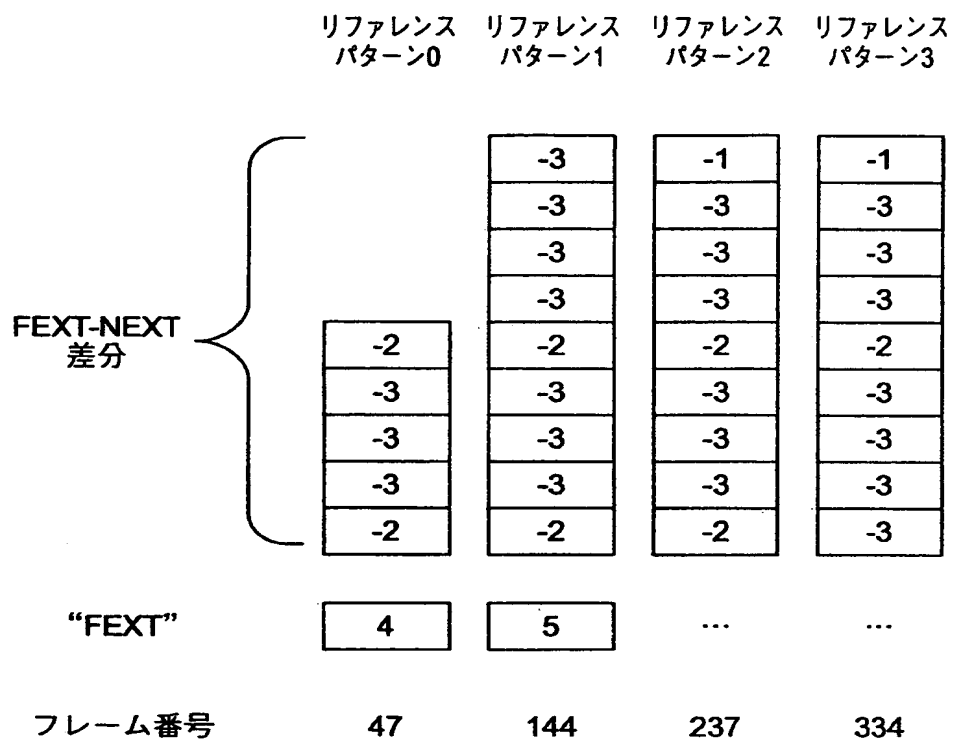 リファレンス リファレンス リファレンス リファレンス
パターン0 パターン1 パターン2 パターン3
-3 -1 -1
-3 -3 -3
-3 -3 -3
-3 -3 -3
FEXT-NEXT
差分
-2 -2 -2 -2
-3 -3 -3 -3
-3 -3 -3 -3
-3 -3 -3 -3
-2 -2 -2 -3
“FEXT” 4 5 ... ...
フレーム番号 47 144 237 334